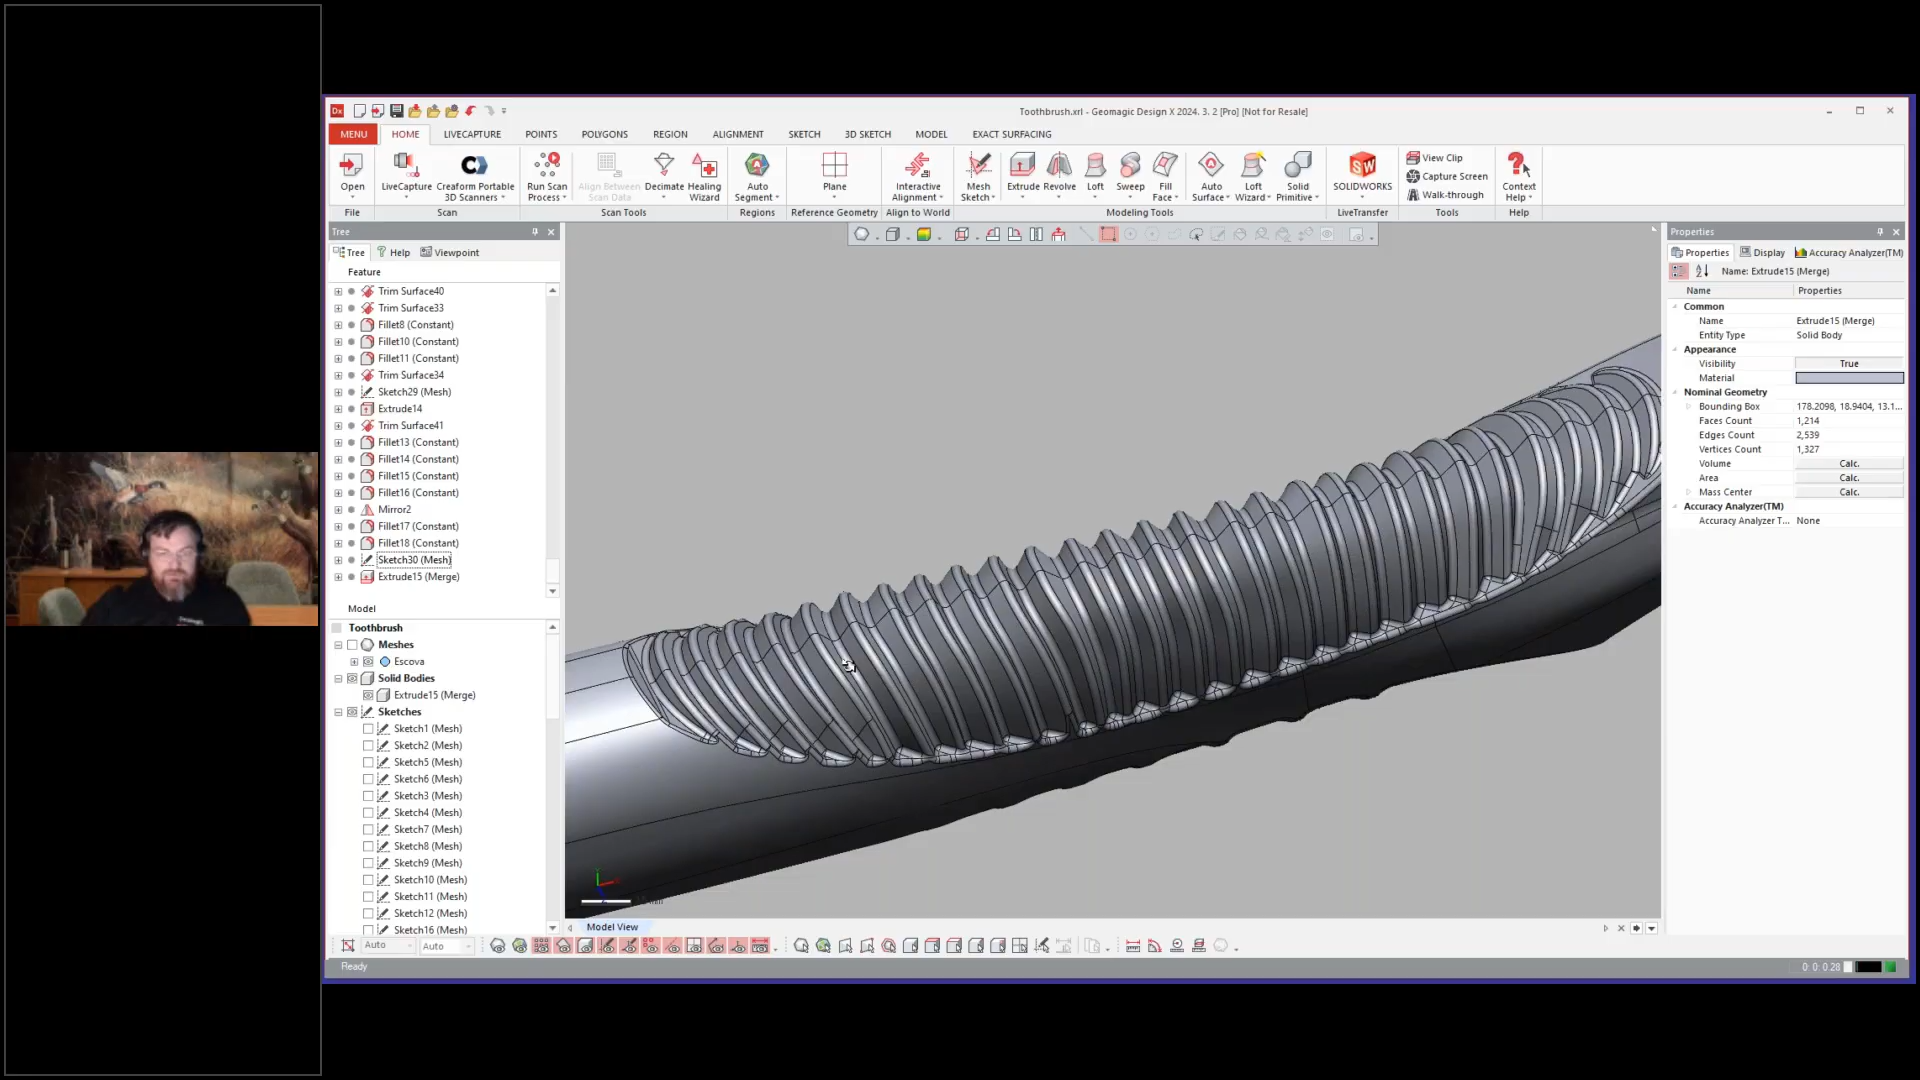 Toothbrush.xrl - Geomagic Design X 2024. 3. 2 [Pro] [Not for Resale]
MENU HOME LIVECAPTURE POINTS POLYGONS REGION ALIGNMENT SKETCH 3D SKETCH MODEL EXACT SURFACING
Open LiveCapture Creaform Portable 3D Scanners Run Scan Process Align Between Scan Data Decimate Healing Wizard Auto Segment Plane Interactive Alignment Mesh Sketch Extrude Revolve Loft Sweep Fill Face Auto Surface Loft Wizard Solid Primitive SOLIDWORKS View Clip Capture Screen Walk-through Context Help
File Scan Scan Tools Regions Reference Geometry Align to World Modeling Tools LiveTransfer Tools Help
Tree
Tree Help Viewpoint
Feature
Trim Surface40
Trim Surface33
Fillet8 (Constant)
Fillet10 (Constant)
Fillet11 (Constant)
Trim Surface34
Sketch29 (Mesh)
Extrude14
Trim Surface41
Fillet13 (Constant)
Fillet14 (Constant)
Fillet15 (Constant)
Fillet16 (Constant)
Mirror2
Fillet17 (Constant)
Fillet18 (Constant)
Sketch30 (Mesh)
Extrude15 (Merge)
Model
Toothbrush
Meshes
Escova
Solid Bodies
Extrude15 (Merge)
Sketches
Sketch1 (Mesh)
Sketch2 (Mesh)
Sketch5 (Mesh)
Sketch6 (Mesh)
Sketch3 (Mesh)
Sketch4 (Mesh)
Sketch7 (Mesh)
Sketch8 (Mesh)
Sketch9 (Mesh)
Sketch10 (Mesh)
Sketch11 (Mesh)
Sketch12 (Mesh)
Sketch16 (Mesh)
Properties
Properties Display Accuracy Analyzer(TM)
Name: Extrude15 (Merge)
Name Properties
Common
Name Extrude15 (Merge)
Entity Type Solid Body
Appearance
Visibility True
Material
Nominal Geometry
Bounding Box 178.2098, 18.9404, 13.1...
Faces Count 1,214
Edges Count 2,539
Vertices Count 1,327
Volume Calc.
Area Calc.
Mass Center Calc.
Accuracy Analyzer(TM)
Accuracy Analyzer T... None
Model View
Auto Auto
Ready
0: 0: 0.28